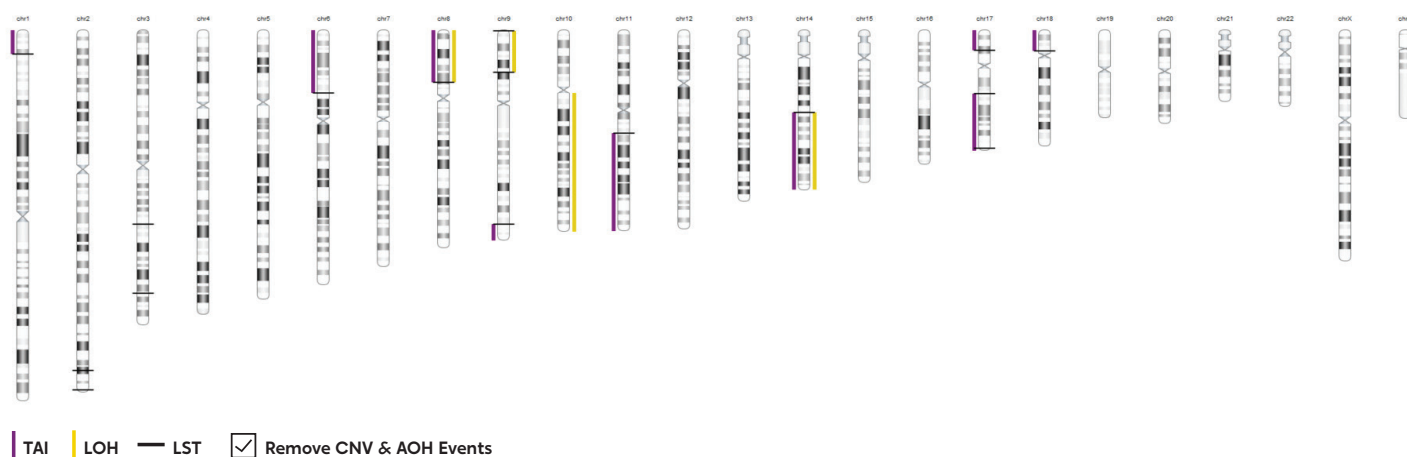 chr1 chr2 chr3 chr4 chr5 chr6 chr7 chr8 chr9 chr10 chr11 chr12 chr13 chr14 chr15 chr16 chr17 chr18 chr19 chr20 chr21 chr22 chrX
TAI LOH LST Remove CNV & AOH Events